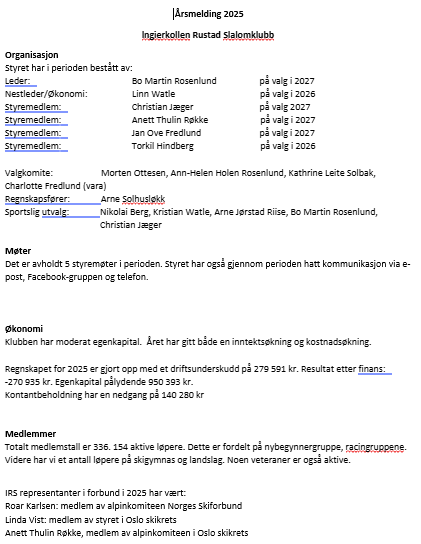 Årsmelding 2025
Ingierkollen Rustad Slalomklubb
Organisasjon
Styret har i perioden bestått av:
Leder: Bo Martin Rosenlund på valg i 2027
Nestleder/Økonomi: Linn Watle på valg i 2026
Styremedlem: Christian Jæger på valg 2027
Styremedlem: Anett Thulin Røkke på valg i 2027
Styremedlem: Jan Ove Fredlund på valg i 2027
Styremedlem: Torkil Hindberg på valg i 2026
Valgkomite: Morten Ottesen, Ann-Helen Holen Rosenlund, Kathrine Leite Solbak,
Charlotte Fredlund (vara)
Regnskapsfører: Arne Solhusløkk
Sportslig utvalg: Nikolai Berg, Kristian Watle, Arne Jørstad Riise, Bo Martin Rosenlund,
Christian Jæger
Møter
Det er avholdt 5 styremøter i perioden. Styret har også gjennom perioden hatt kommunikasjon via e-
post, Facebook-gruppen og telefon.
Økonomi
Klubben har moderat egenkapital. Året har gitt både en inntektsøkning og kostnadsøkning.
Regnskapet for 2025 er gjort opp med et driftsunderskudd på 279 591 kr. Resultat etter finans:
-270 935 kr. Egenkapital pålydende 950 393 kr.
Kontantbeholdning har en nedgang på 140 280 kr
Medlemmer
Totalt medlemstall er 336. 154 aktive løpere. Dette er fordelt på nybegynnergruppe, racingruppene.
Videre har vi et antall løpere på skigymnas og landslag. Noen veteraner er også aktive.
IRS representanter i forbund i 2025 har vært:
Roar Karlsen: medlem av alpinkomiteen Norges Skiforbund
Linda Vist: medlem av styret i Oslo skikrets
Anett Thulin Røkke, medlem av alpinkomiteen i Oslo skikrets